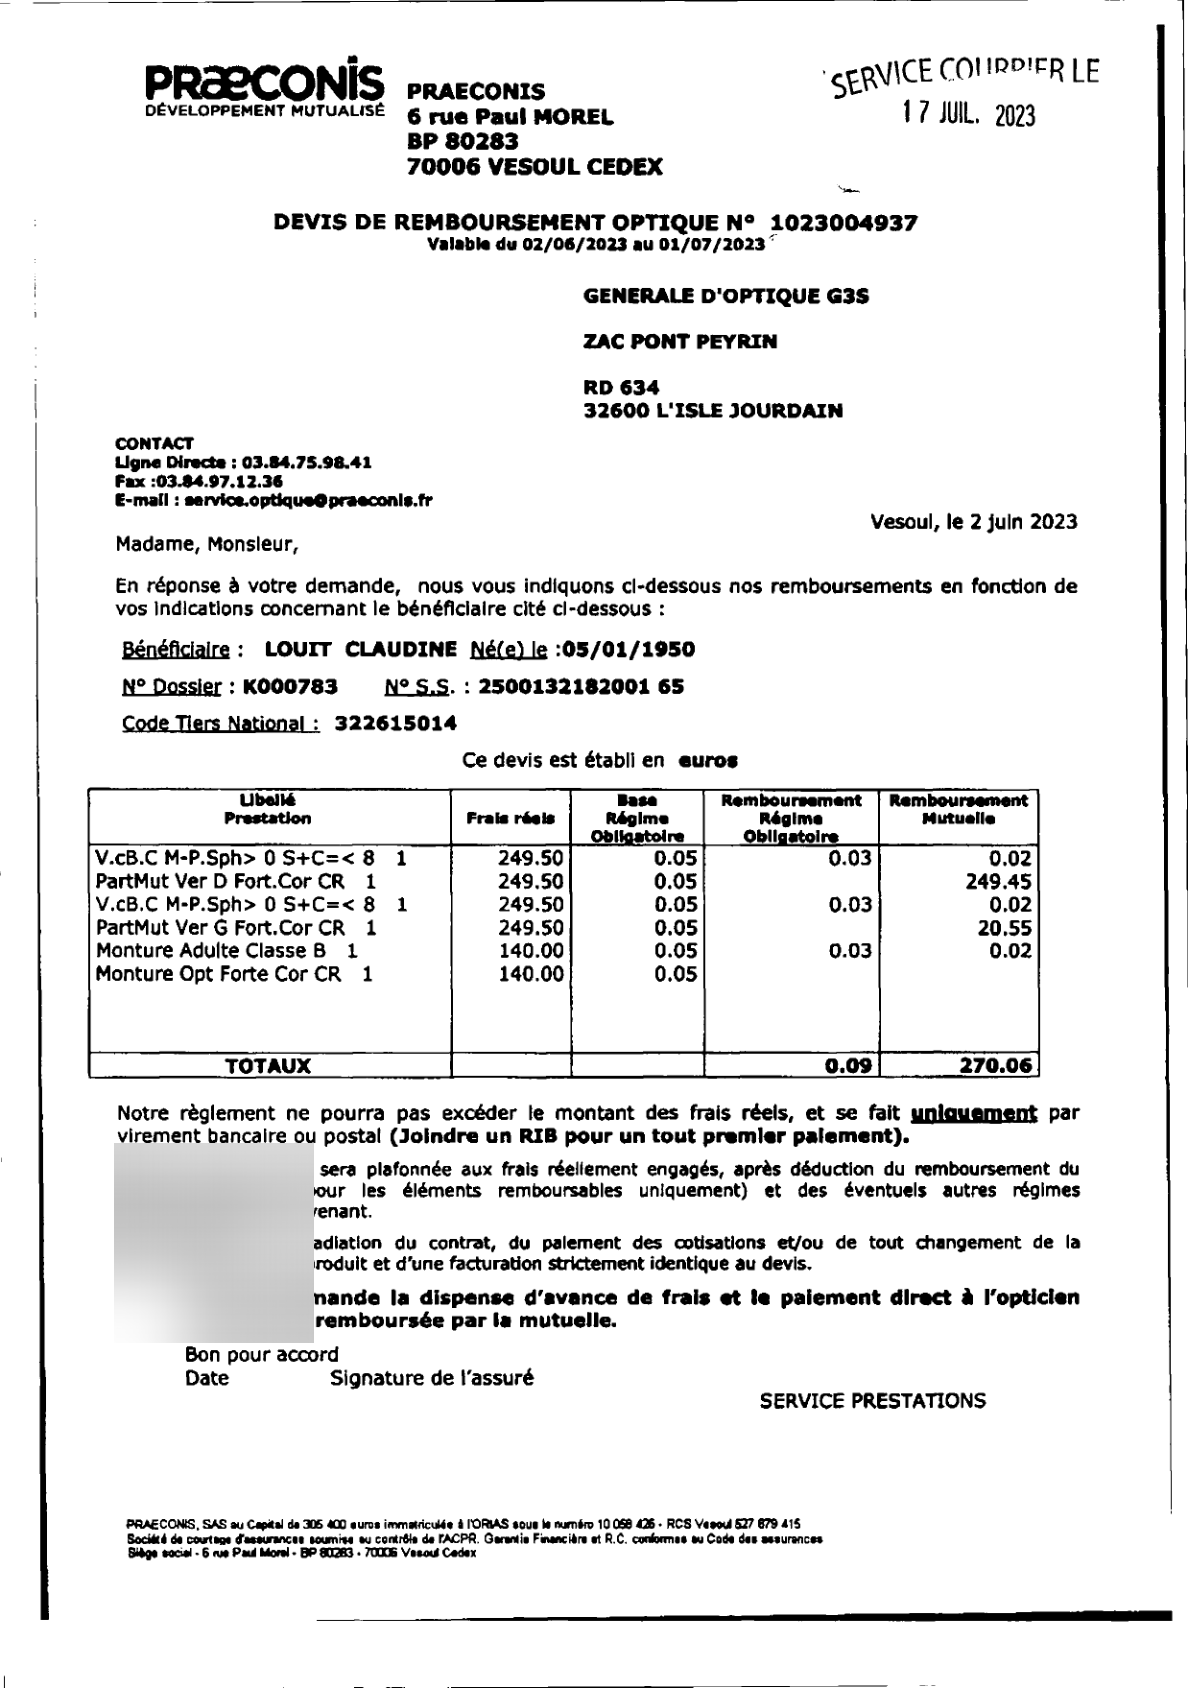 PRÆCONIS
DÉVELOPPEMENT MUTUALISÉ
PRAECONIS
6 rue Paul MOREL
BP 80283
70006 VESOUL CEDEX
SERVICE COURRIER LE
17 JUIL. 2023
DEVIS DE REMBOURSEMENT OPTIQUE N° 1023004937
Valable du 02/06/2023 au 01/07/2023
GENERALE D'OPTIQUE G3S
ZAC PONT PEYRIN
RD 634
32600 L'ISLE JOURDAIN
CONTACT
Ligne Directe : 03.84.75.98.41
Fax :03.84.97.12.36
E-mail : service.optique@praeconis.fr
Vesoul, le 2 juin 2023
Madame, Monsieur,
En réponse à votre demande, nous vous indiquons ci-dessous nos remboursements en fonction de
vos indications concernant le bénéficiaire cité ci-dessous :
Bénéficiaire : LOUIT CLAUDINE Né(e) le :05/01/1950
N° Dossier : K000783 N° S.S. : 2500132182001 65
Code Tiers National : 322615014
Ce devis est établi en euros
Libellé Prestation Frais réels Base Régime Obligatoire Remboursement Régime Obligatoire Remboursement Mutuelle
V.cB.C M-P.Sph> 0 S+C=< 8 1 249.50 0.05 0.03 0.02
PartMut Ver D Fort.Cor CR 1 249.50 0.05 249.45
V.cB.C M-P.Sph> 0 S+C=< 8 1 249.50 0.05 0.03 0.02
PartMut Ver G Fort.Cor CR 1 249.50 0.05 20.55
Monture Adulte Classe B 1 140.00 0.05 0.03 0.02
Monture Opt Forte Cor CR 1 140.00 0.05
TOTAUX 0.09 270.06
Notre règlement ne pourra pas excéder le montant des frais réels, et se fait uniquement par
virement bancaire ou postal (Joindre un RIB pour un tout premier paiement).
sera plafonnée aux frais réellement engagés, après déduction du remboursement du
our les éléments remboursables uniquement) et des éventuels autres régimes
enant.
adiation du contrat, du paiement des cotisations et/ou de tout changement de la
roduit et d'une facturation strictement identique au devis.
mande la dispense d'avance de frais et le paiement direct à l'opticien
remboursée par la mutuelle.
Bon pour accord
Date Signature de l'assuré
SERVICE PRESTATIONS
PRAECONIS, SAS au Capital de 305 400 euros immatriculée à l'ORIAS sous le numéro 10 058 426 - RCS Vesoul 527 879 415
Société de courtage d'assurances soumise au contrôle de l'ACPR. Garantie Financière et R.C. conformes au Code des assurances
Siège social - 6 rue Paul Morel - BP 80283 - 70006 Vesoul Cedex